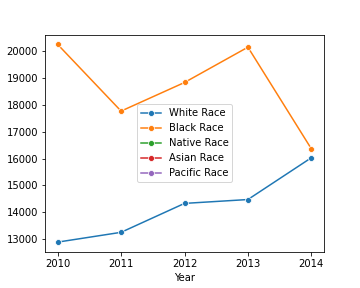 20000
19000
18000
17000
16000
15000
14000
13000
White Race
Black Race
Native Race
Asian Race
Pacific Race
2010 2011 2012 2013 2014
Year